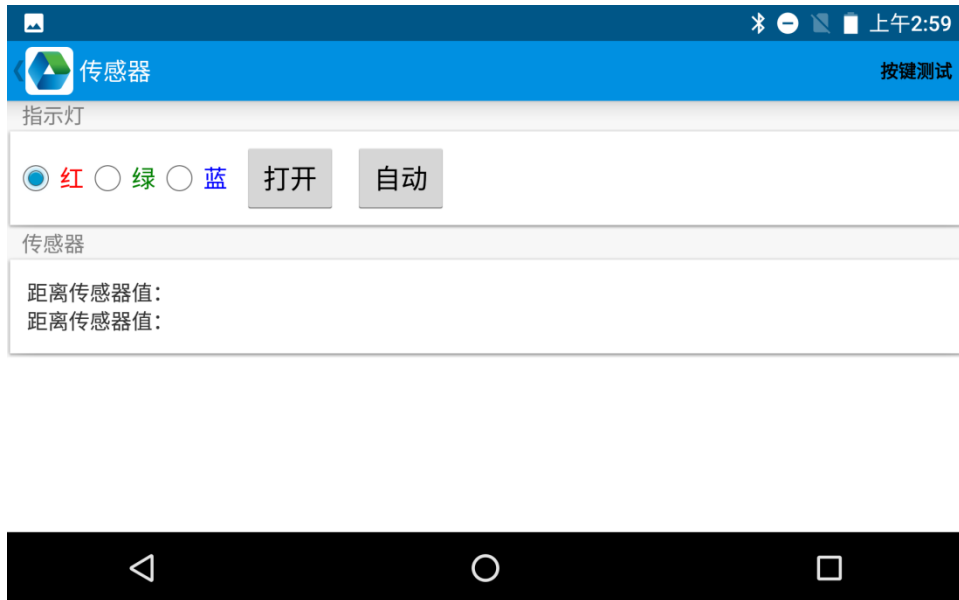 上午2:59
传感器 按键测试
指示灯
红 绿 蓝 打开 自动
传感器
距离传感器值：
距离传感器值：